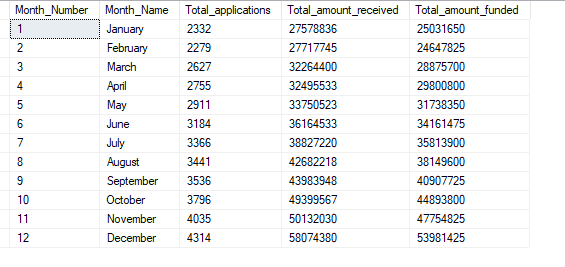 Month_Number Month_Name Total_applications Total_amount_received Total_amount_funded
1 January 2332 27578836 25031650
2 February 2279 27717745 24647825
3 March 2627 32264400 28875700
4 April 2755 32495533 29800800
5 May 2911 33750523 31738350
6 June 3184 36164533 34161475
7 July 3366 38827220 35813900
8 August 3441 42682218 38149600
9 September 3536 43983948 40907725
10 October 3796 49399567 44893800
11 November 4035 50132030 47754825
12 December 4314 58074380 53981425